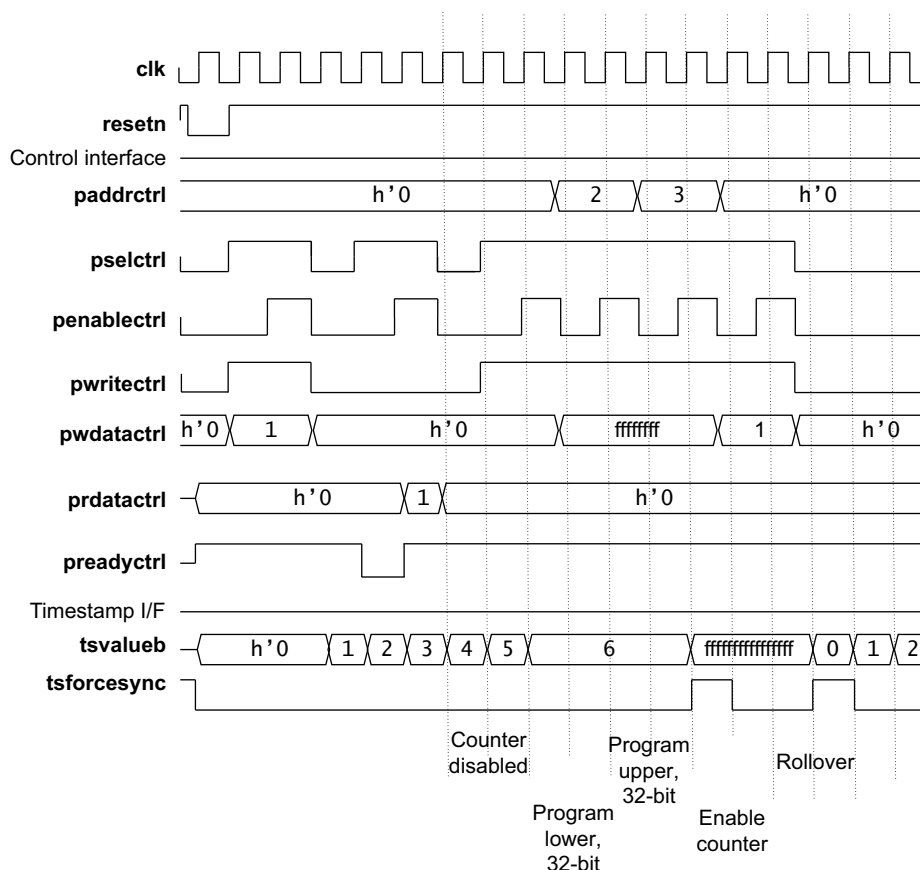 clk
resetn
Control interface
paddrctrl h’0 2 3 h’0
pselctrl
penablectrl
pwritectrl
pwdatactrl h’0 1 h’0 ffffffff 1 h’0
prdatactrl h’0 1 h’0
preadyctrl
Timestamp I/F
tsvalueb h’0 1 2 3 4 5 6 ffffffffffffffff 0 1 2
tsforcesync
Counter
disabled
Program
lower,
32-bit
Program
upper,
32-bit
Enable
counter
Rollover